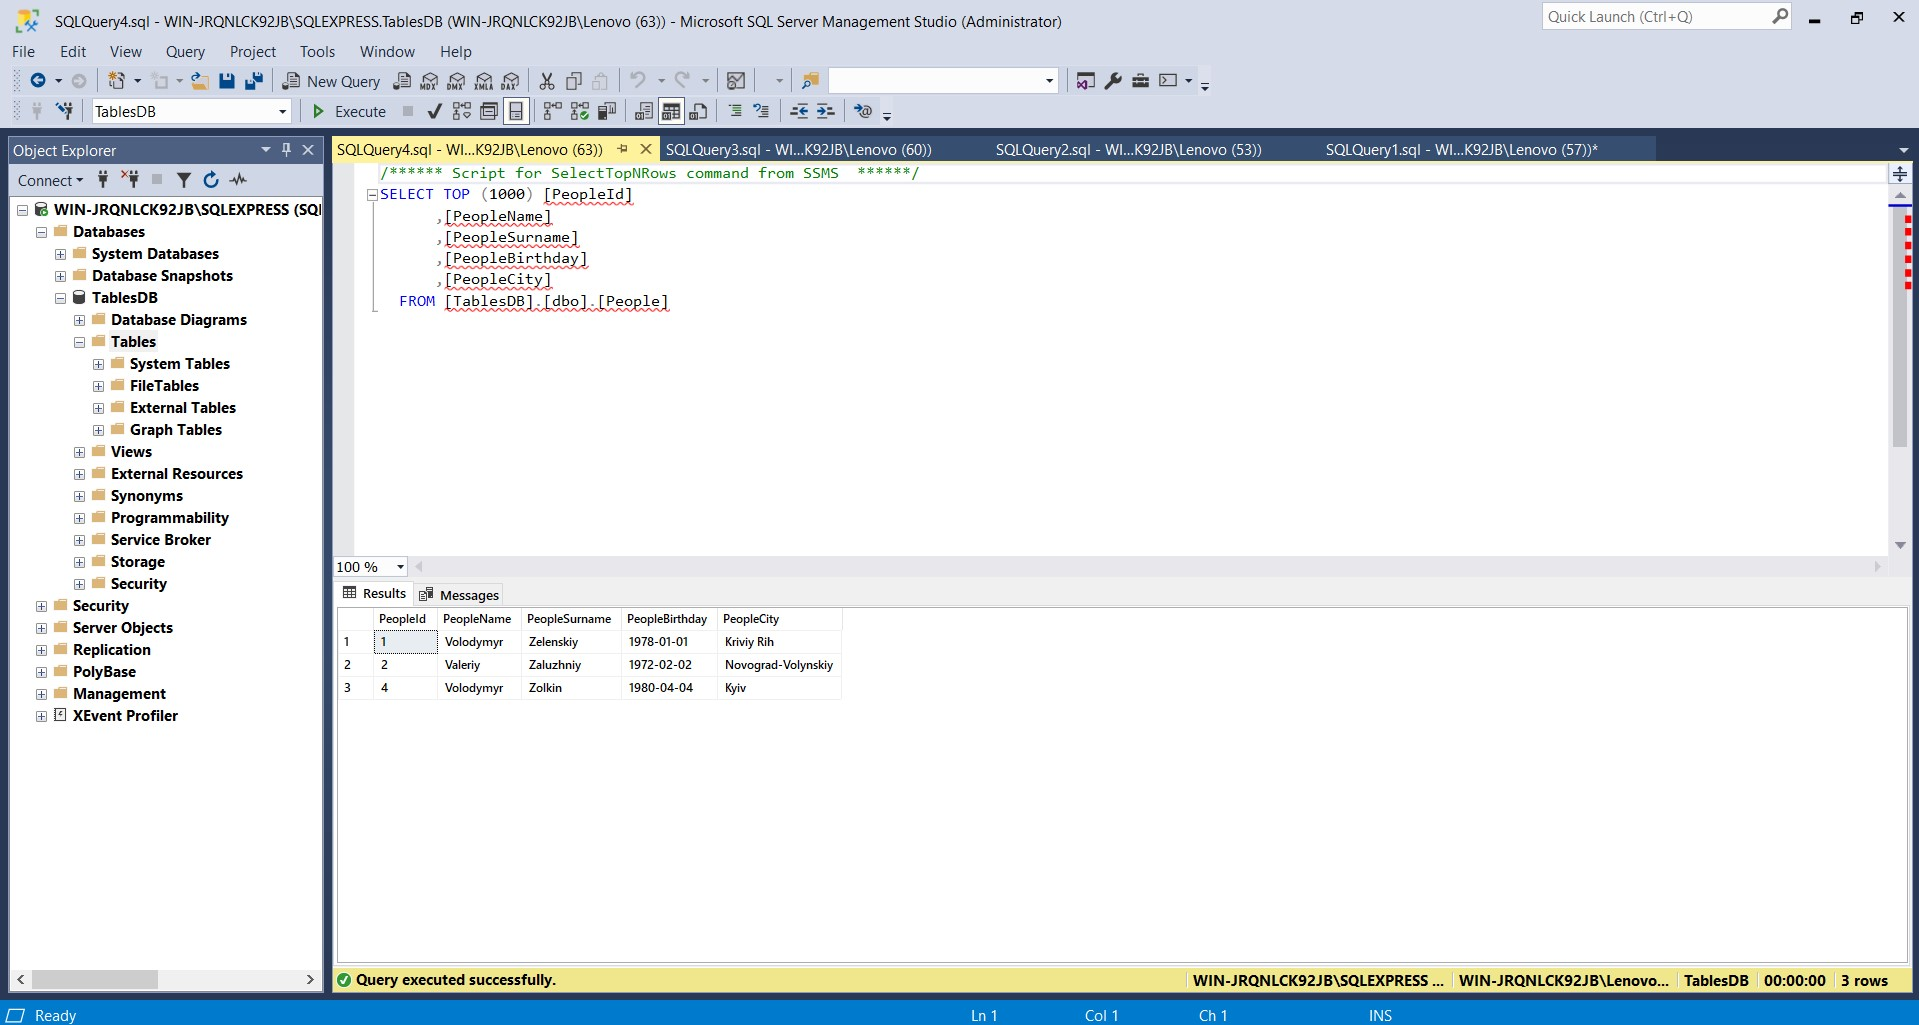 SQLQuery4.sql - WIN-JRQNLCK92JB\SQLEXPRESS.TablesDB (WIN-JRQNLCK92JB\Lenovo (63)) - Microsoft SQL Server Management Studio (Administrator)
Quick Launch (Ctrl+Q)
File Edit View Query Project Tools Window Help
New Query MDX DMX XMLA DAX
TablesDB Execute
Object Explorer
Connect
WIN-JRQNLCK92JB\SQLEXPRESS (SQL
Databases
System Databases
Database Snapshots
TablesDB
Database Diagrams
Tables
System Tables
FileTables
External Tables
Graph Tables
Views
External Resources
Synonyms
Programmability
Service Broker
Storage
Security
Security
Server Objects
Replication
PolyBase
Management
XEvent Profiler
SQLQuery4.sql - WI...K92JB\Lenovo (63)) SQLQuery3.sql - WI...K92JB\Lenovo (60)) SQLQuery2.sql - WI...K92JB\Lenovo (53)) SQLQuery1.sql - WI...K92JB\Lenovo (57))*
/****** Script for SelectTopNRows command from SSMS  ******/
SELECT TOP (1000) [PeopleId]
,[PeopleName]
,[PeopleSurname]
,[PeopleBirthday]
,[PeopleCity]
FROM [TablesDB].[dbo].[People]
100 %
Results Messages
PeopleId PeopleName PeopleSurname PeopleBirthday PeopleCity
1 1 Volodymyr Zelenskiy 1978-01-01 Kriviy Rih
2 2 Valeriy Zaluzhniy 1972-02-02 Novograd-Volynskiy
3 4 Volodymyr Zolkin 1980-04-04 Kyiv
Query executed successfully. WIN-JRQNLCK92JB\SQLEXPRESS ... WIN-JRQNLCK92JB\Lenovo... TablesDB 00:00:00 3 rows
Ready Ln 1 Col 1 Ch 1 INS